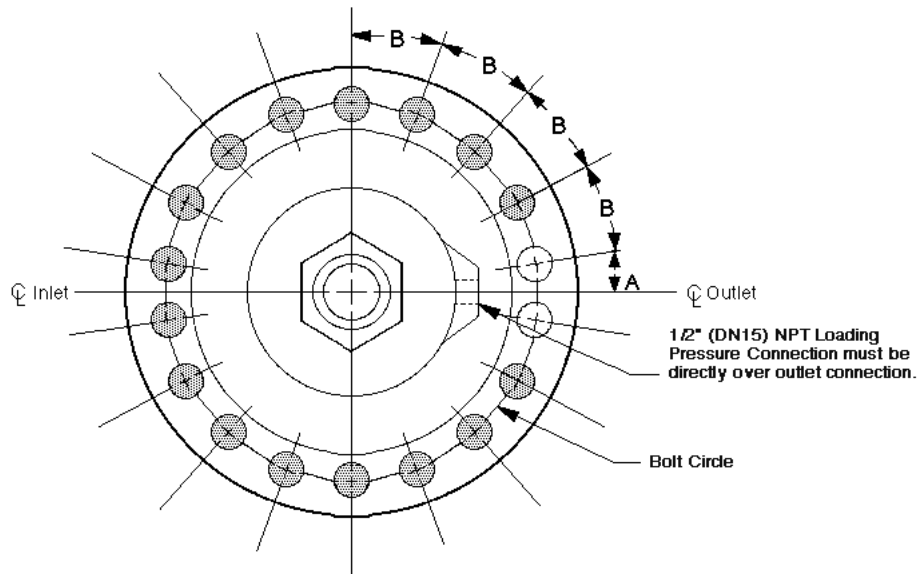 B
B
B
B
A
℄ Inlet
℄ Outlet
1/2" (DN15) NPT Loading
Pressure Connection must be
directly over outlet connection.
Bolt Circle